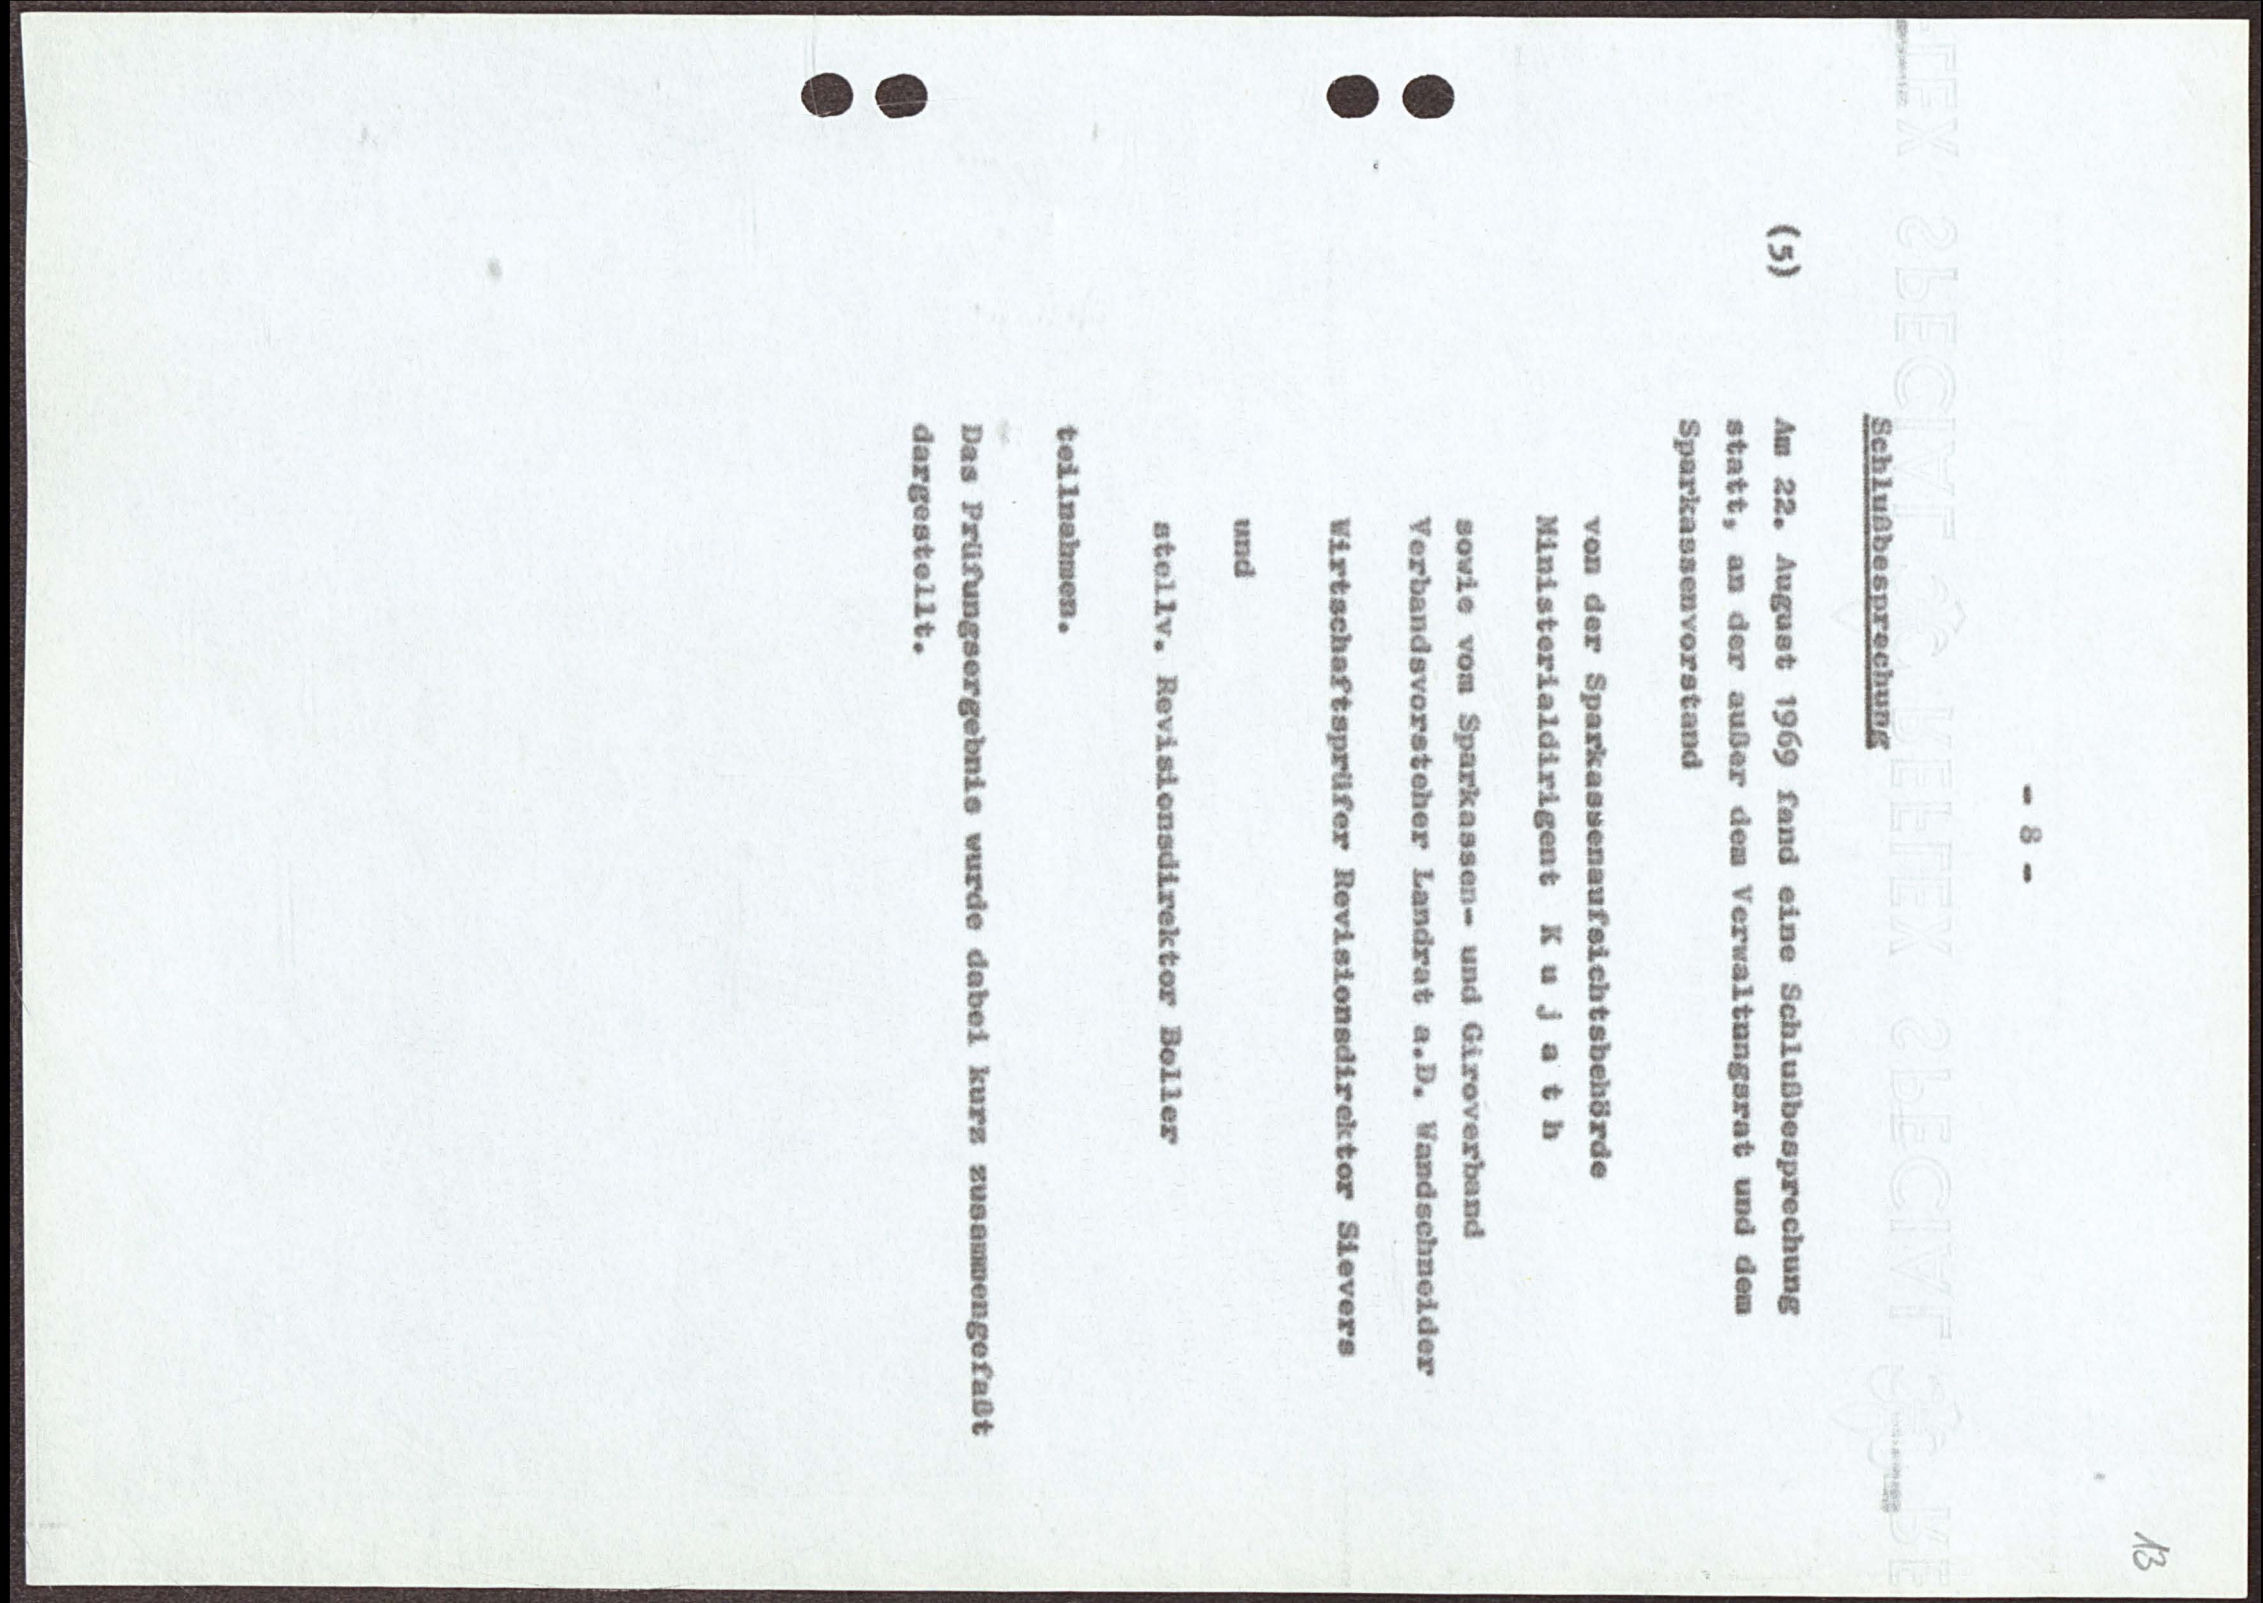 13
- 8 -
Schlußbesprechung
(5) Am 22. August 1969 fand eine Schlußbesprechung
statt, an der außer dem Verwaltungsrat und dem
Sparkassenvorstand
von der Sparkassenaufsichtsbehörde
Ministerialdirigent K u j a t h
sowie vom Sparkassen- und Giroverband
Verbandsvorsteher Landrat a.D. Wandschneider
Wirtschaftsprüfer Revisionsdirektor Sievers
und
stellv. Revisionsdirektor Boller
teilnahmen.
Das Prüfungsergebnis wurde dabei kurz zusammengefaßt
dargestellt.